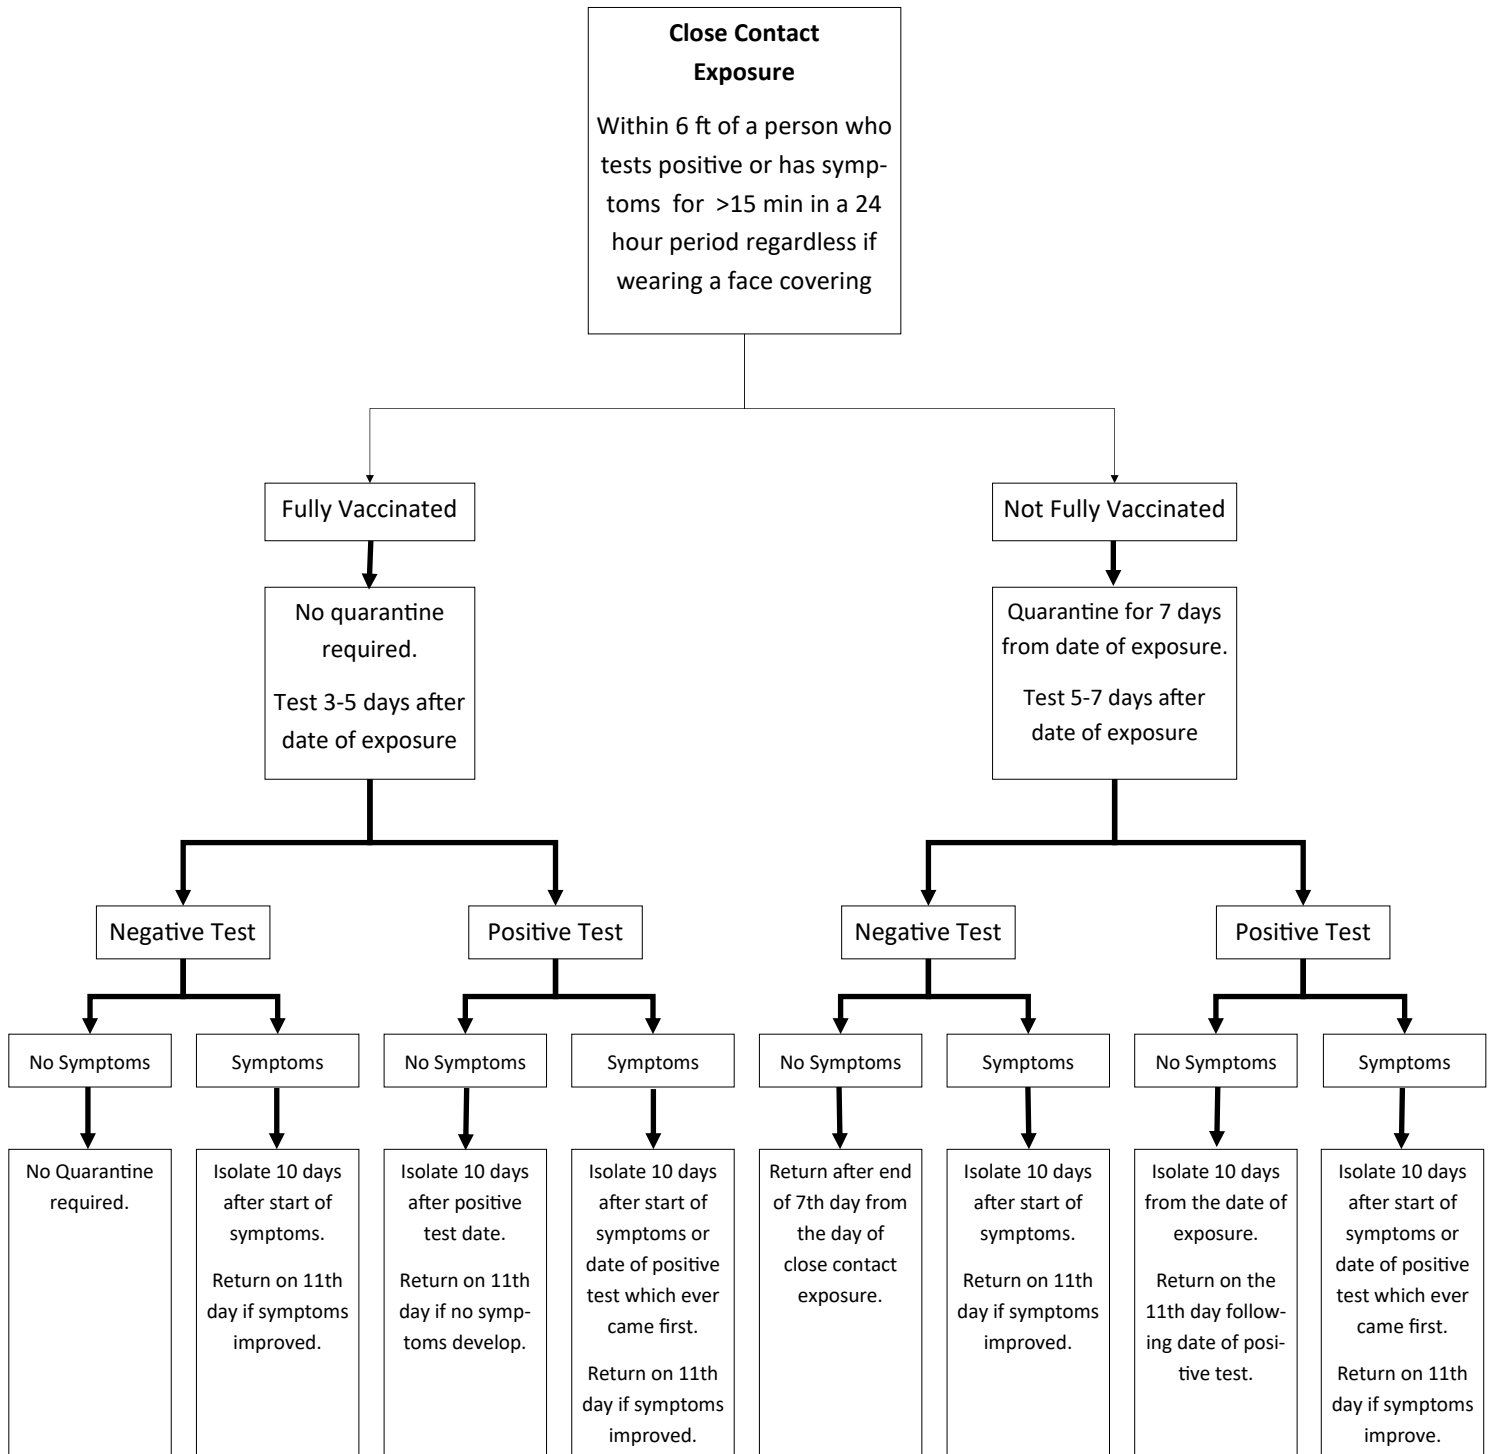 Close Contact
Exposure
Within 6 ft of a person who
tests positive or has symp-
toms for >15 min in a 24
hour period regardless if
wearing a face covering
Fully Vaccinated
Not Fully Vaccinated
No quarantine
required.
Test 3-5 days after
date of exposure
Quarantine for 7 days
from date of exposure.
Test 5-7 days after
date of exposure
Negative Test
Positive Test
Negative Test
Positive Test
No Symptoms
Symptoms
No Symptoms
Symptoms
No Symptoms
Symptoms
No Symptoms
Symptoms
No Quarantine
required.
Isolate 10 days
after start of
symptoms.
Return on 11th
day if symptoms
improved.
Isolate 10 days
after positive
test date.
Return on 11th
day if no symp-
toms develop.
Isolate 10 days
after start of
symptoms or
date of positive
test which ever
came first.
Return on 11th
day if symptoms
improved.
Return after end
of 7th day from
the day of
close contact
exposure.
Isolate 10 days
after start of
symptoms.
Return on 11th
day if symptoms
improved.
Isolate 10 days
from the date of
exposure.
Return on the
11th day follow-
ing date of posi-
tive test.
Isolate 10 days
after start of
symptoms or
date of positive
test which ever
came first.
Return on 11th
day if symptoms
improve.